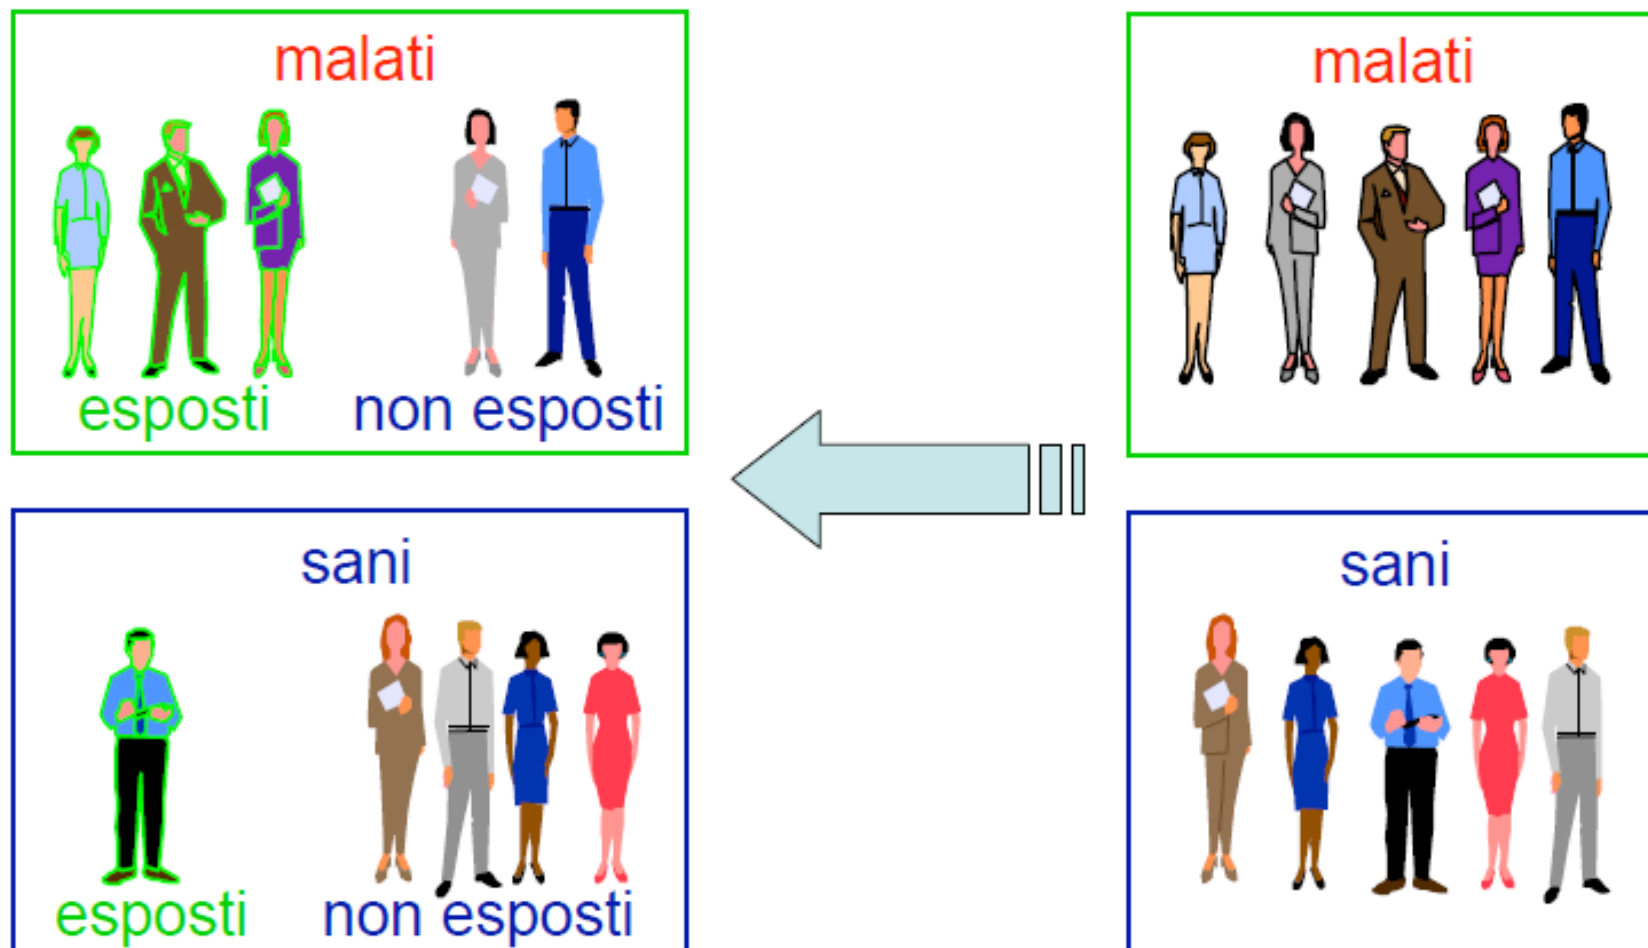 malati
esposti
non esposti
sani
esposti
non esposti
malati
sani